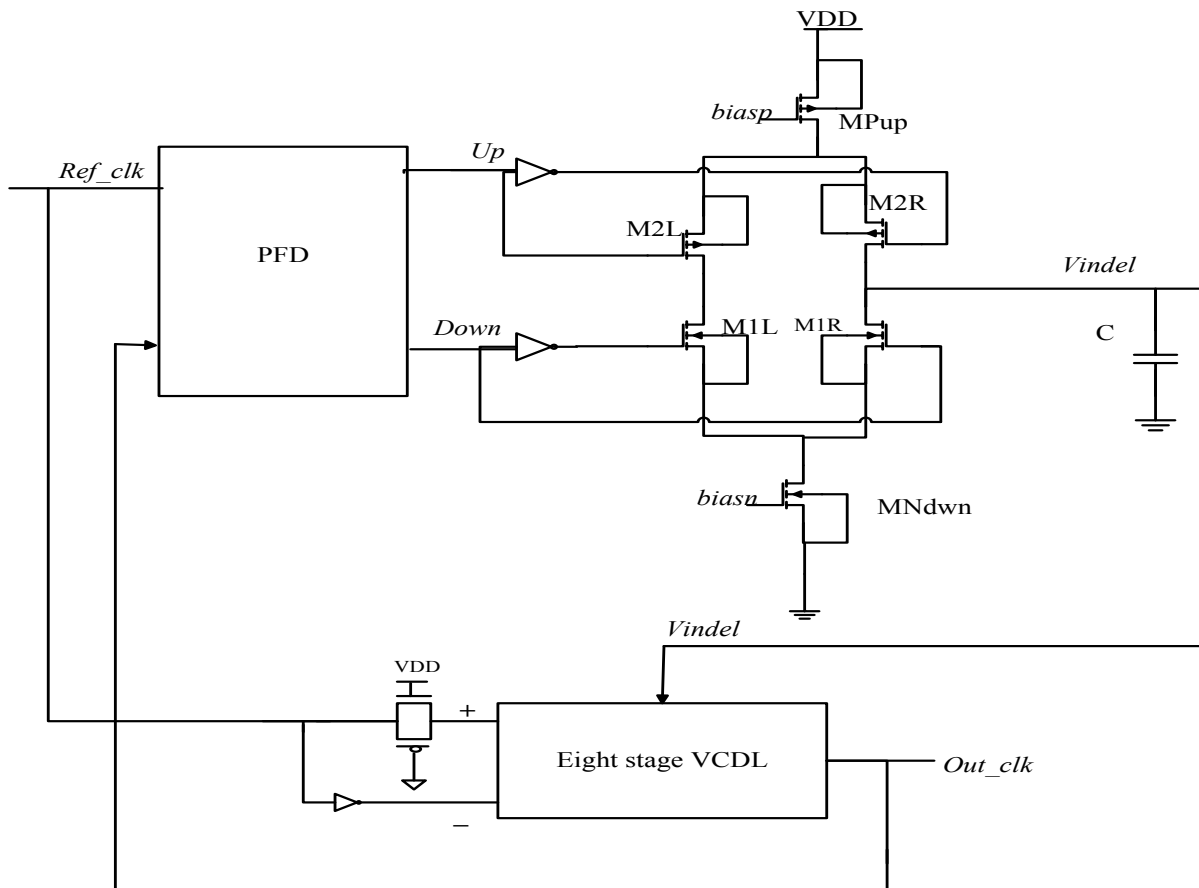 VDD
biasp
MPup
Up
Ref_clk
M2R
M2L
PFD
Vindel
Down
M1L
M1R
C
biasn
MNdwn
Vindel
VDD
+
Eight stage VCDL
Out_clk
−